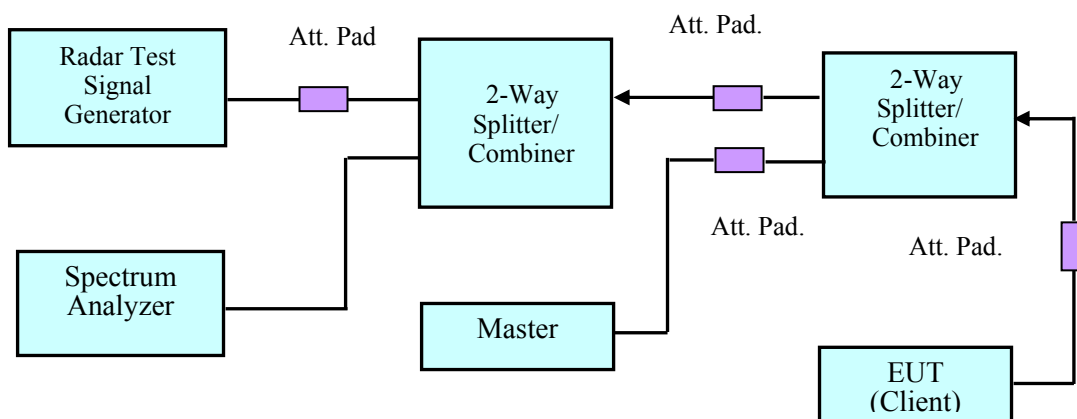 Radar Test
Signal
Generator
Att. Pad
2-Way
Splitter/
Combiner
Att. Pad.
2-Way
Splitter/
Combiner
Att. Pad.
Att. Pad.
Spectrum
Analyzer
Master
EUT
(Client)